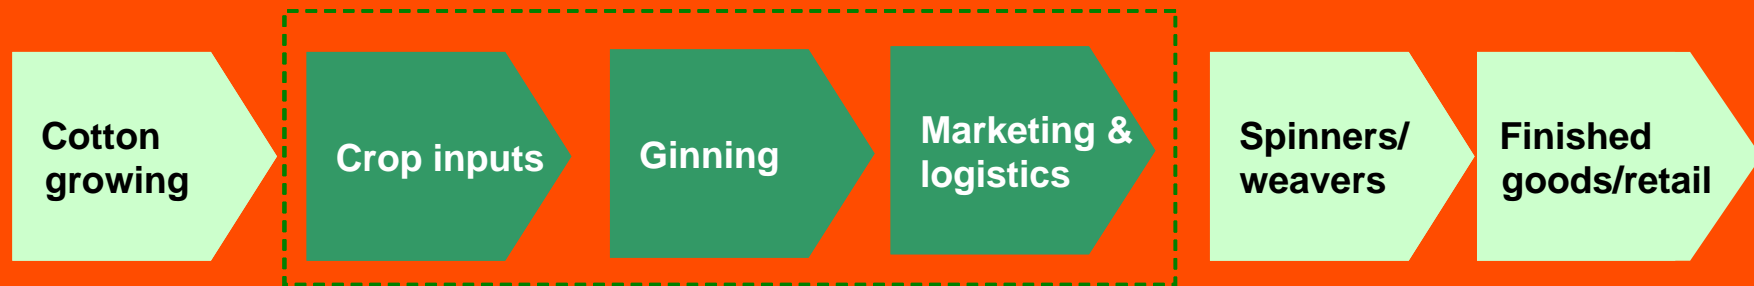 Cotton
growing
Crop inputs
Ginning
Marketing &
logistics
Spinners/
weavers
Finished
goods/retail